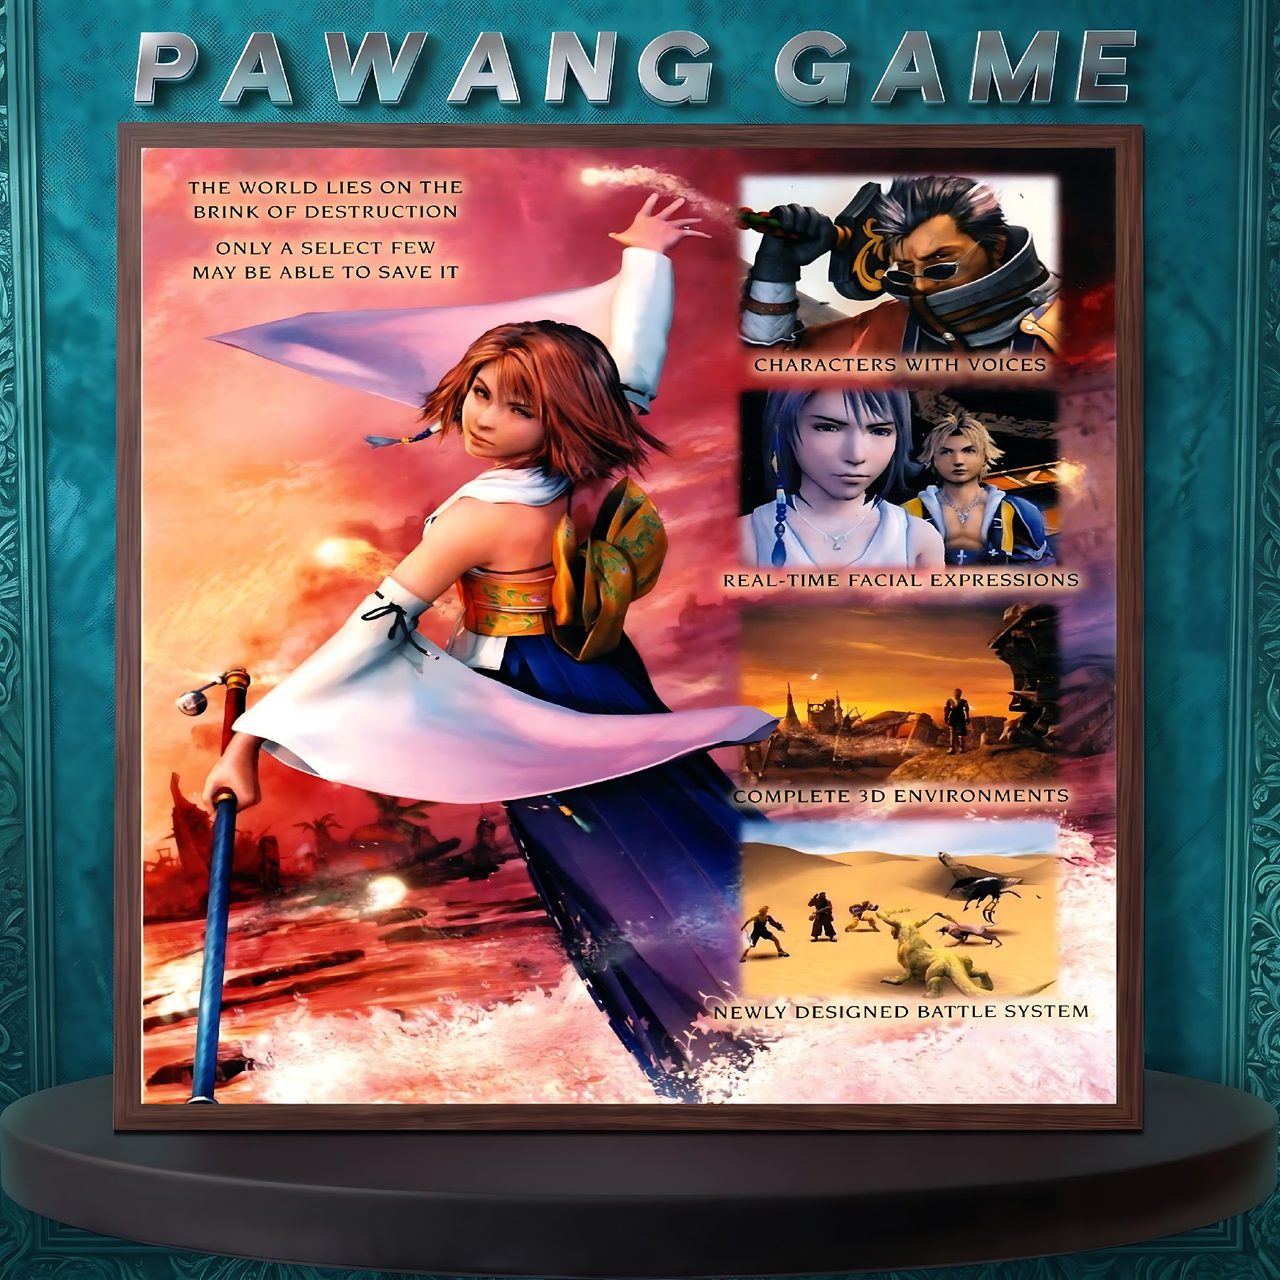 PAWANG GAME
THE WORLD LIES ON THE
BRINK OF DESTRUCTION
ONLY A SELECT FEW
MAY BE ABLE TO SAVE IT
CHARACTERS WITH VOICES
REAL-TIME FACIAL EXPRESSIONS
COMPLETE 3D ENVIRONMENTS
NEWLY DESIGNED BATTLE SYSTEM